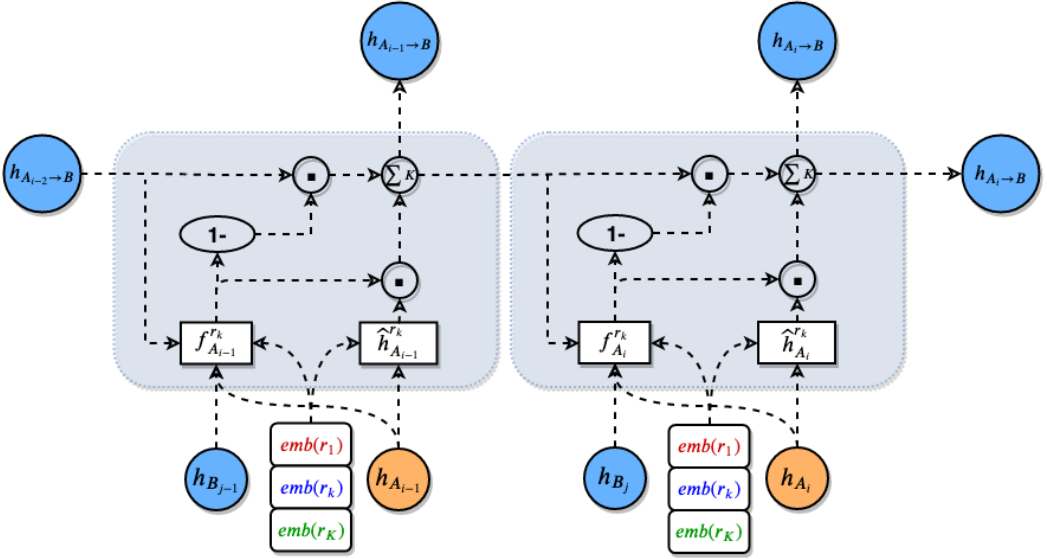 h_{A_{i-1}→B}
h_{A_i→B}
h_{A_{i-2}→B}
■
∑ K
■
∑ K
h_{A_i→B}
1-
1-
■
■
f^{r_k}_{A_{i-1}}
ĥ^{r_k}_{A_{i-1}}
f^{r_k}_{A_i}
ĥ^{r_k}_{A_i}
emb(r_1)
emb(r_1)
h_{B_{j-1}}
emb(r_k)
h_{A_{i-1}}
h_{B_j}
emb(r_k)
h_{A_i}
emb(r_K)
emb(r_K)